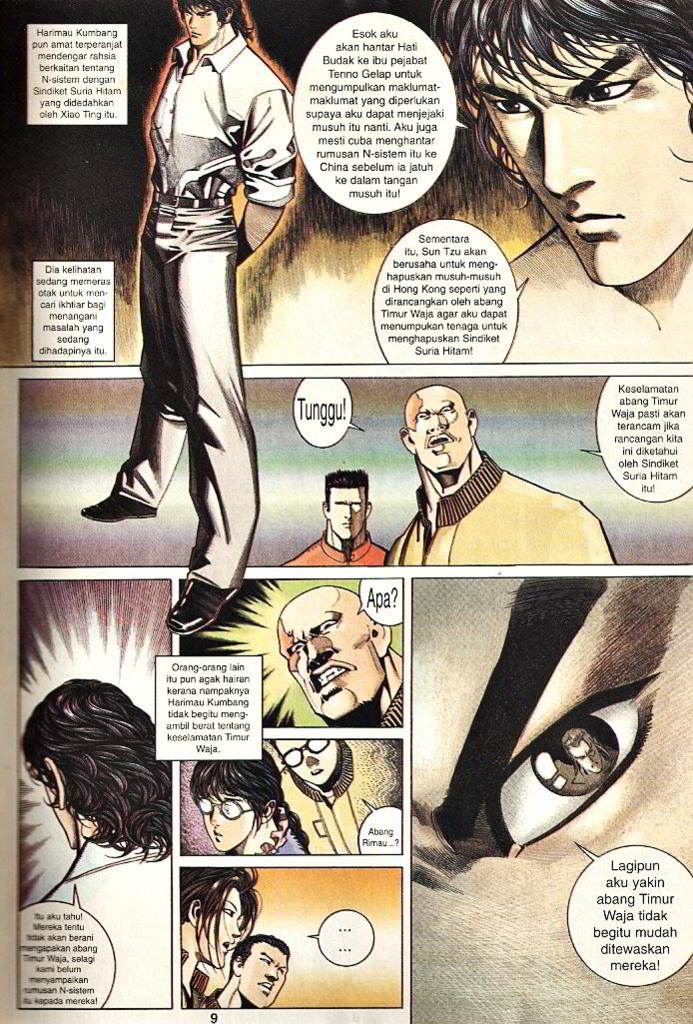 Harimau Kumbang
pun amat terperanjat
mendengar rahsia
berkaitan tentang
N-sistem dengan
Sindiket Suria Hitam
yang didedahkan
oleh Xiao Ting itu.
Esok aku
akan hantar Hati
Budak ke ibu pejabat
Tenno Gelap untuk
mengumpulkan maklumat-
maklumat yang diperlukan
supaya aku dapat menjejaki
musuh itu nanti. Aku juga
mesti cuba menghantar
rumusan N-sistem itu ke
China sebelum ia jatuh
ke dalam tangan
musuh itu!
Dia kelihatan
sedang memeras
otak untuk men-
cari ikhtiar bagi
menangani
masalah yang
sedang
dihadapinya itu.
Sementara
itu, Sun Tzu akan
berusaha untuk meng-
hapuskan musuh-musuh
di Hong Kong seperti yang
dirancangkan oleh abang
Timur Waja agar aku dapat
menumpukan tenaga untuk
menghapuskan Sindiket
Suria Hitam!
Tunggu!
Keselamatan
abang Timur
Waja pasti akan
terancam jika
rancangan kita
ini diketahui
oleh Sindiket
Suria Hitam
itu!
Itu aku tahu!
Mereka tentu
tidak akan berani
mengapakan abang
Timur Waja, selagi
kami belum
menyampaikan
rumusan N-sistem
itu kepada mereka!
Apa?
Orang-orang lain
itu pun agak hairan
kerana nampaknya
Harimau Kumbang
tidak begitu meng-
ambil berat tentang
keselamatan Timur
Waja.
Abang
Rimau...?
...
...
Lagipun
aku yakin
abang Timur
Waja tidak
begitu mudah
ditewaskan
mereka!
9